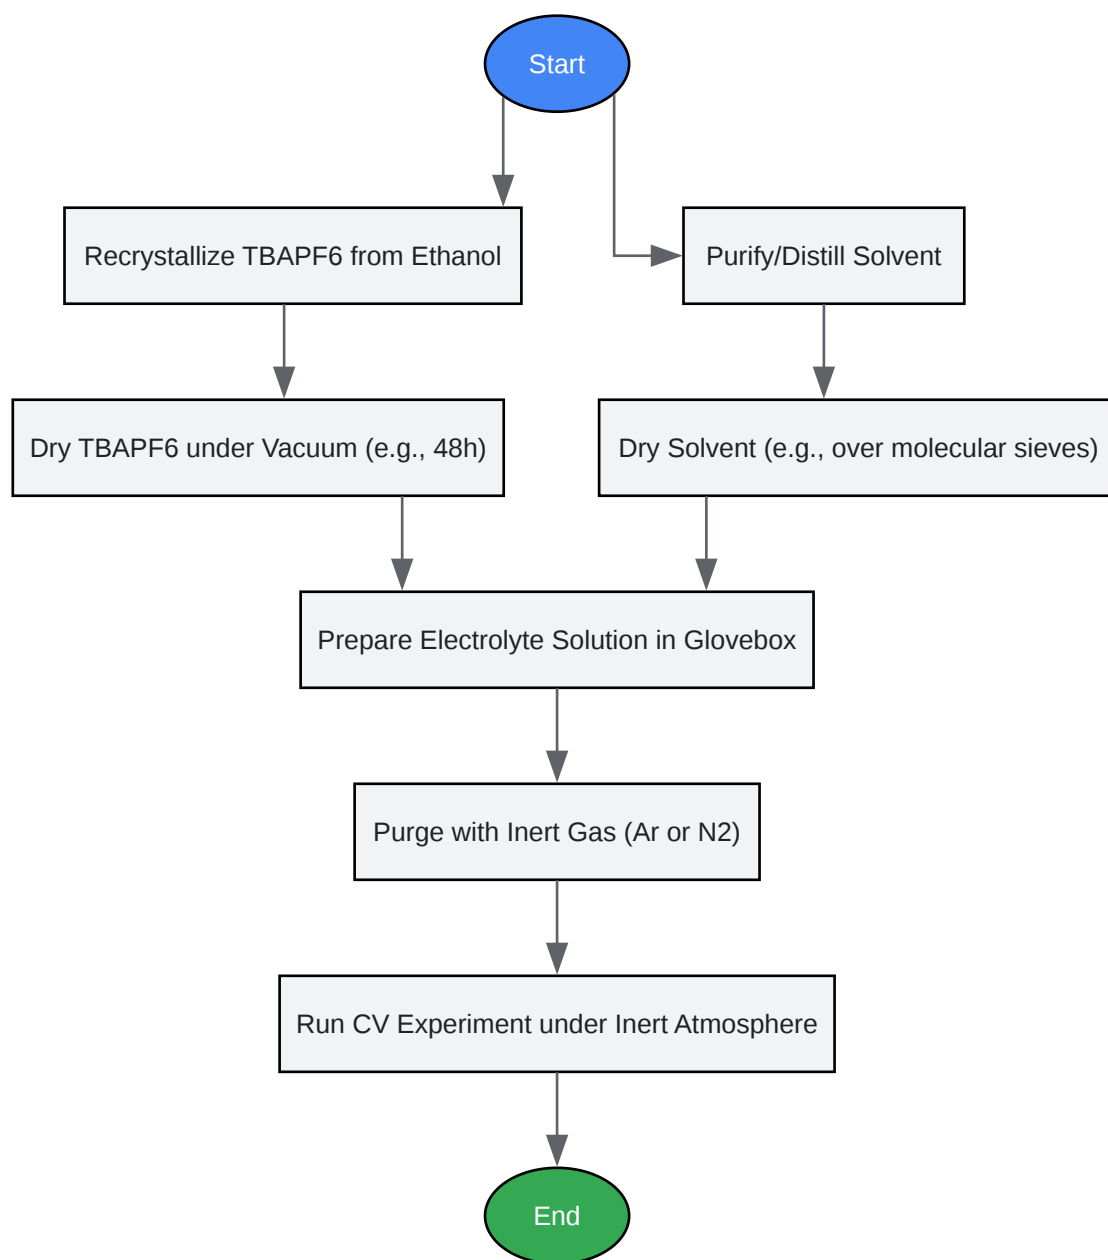 Start
Recrystallize TBAPF6 from Ethanol
Purify/Distill Solvent
Dry TBAPF6 under Vacuum (e.g., 48h)
Dry Solvent (e.g., over molecular sieves)
Prepare Electrolyte Solution in Glovebox
Purge with Inert Gas (Ar or N2)
Run CV Experiment under Inert Atmosphere
End